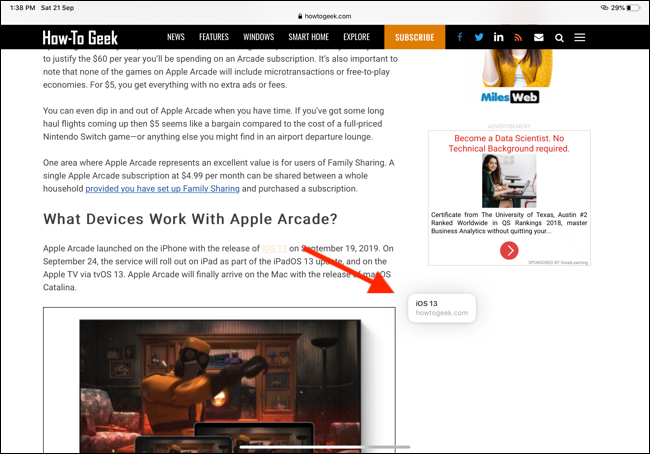 1:38 PM Sat 21 Sep
29%
howtogeek.com
How-To Geek
NEWS FEATURES WINDOWS SMART HOME EXPLORE SUBSCRIBE
to justify the $60 per year you'll be spending on an Arcade subscription. It's also important to
note that none of the games on Apple Arcade will include microtransactions or free-to-play
economies. For $5, you get everything with no extra ads or fees.
You can even dip in and out of Apple Arcade when you have time. If you've got some long
haul flights coming up then $5 seems like a bargain compared to the cost of a full-priced
Nintendo Switch game—or anything else you might find in an airport departure lounge.
One area where Apple Arcade represents an excellent value is for users of Family Sharing. A
single Apple Arcade subscription at $4.99 per month can be shared between a whole
household provided you have set up Family Sharing and purchased a subscription.
What Devices Work With Apple Arcade?
Apple Arcade launched on the iPhone with the release of iOS 13 on September 19, 2019. On
September 24, the service will roll out on iPad as part of the iPadOS 13 update, and on the
Apple TV via tvOS 13. Apple Arcade will finally arrive on the Mac with the release of macOS
Catalina.
MilesWeb
ADVERTISEMENT
Become a Data Scientist. No
Technical Background required.
Certificate from The University of Texas, Austin #2
Ranked Worldwide in QS Rankings 2018, master
Business Analytics without quitting your...
SPONSORED BY GreatLearning
iOS 13
howtogeek.com